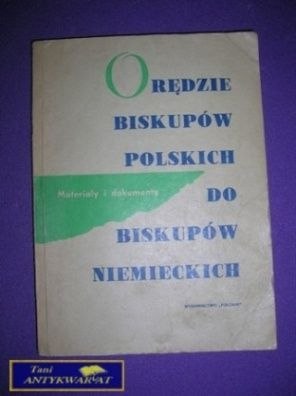 ORĘDZIE
BISKUPÓW
POLSKICH
Materiały i dokumenty
DO
BISKUPÓW
NIEMIECKICH
WYDAWNICTWO „POLONIA”
Tani
ANTYKWARIAT